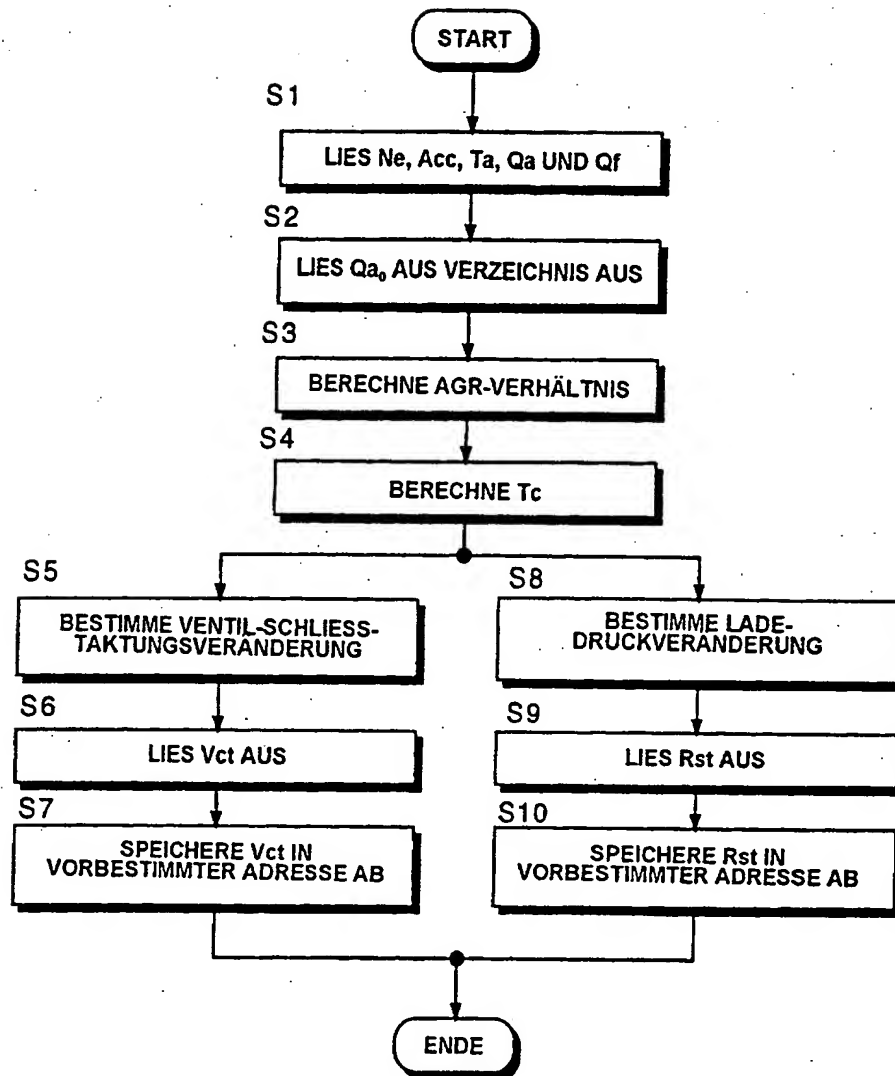 START
S1
LIES Ne, Acc, Ta, Qa UND Qf
S2
LIES Qa₀ AUS VERZEICHNIS AUS
S3
BERECHNE AGR-VERHÄLTNIS
S4
BERECHNE Tc
S5
BESTIMME VENTIL-SCHLIESS-
TAKTUNGSVERÄNDERUNG
S6
LIES Vct AUS
S7
SPEICHERE Vct IN
VORBESTIMMTER ADRESSE AB
S8
BESTIMME LADE-
DRUCKVERÄNDERUNG
S9
LIES Rst AUS
S10
SPEICHERE Rst IN
VORBESTIMMTER ADRESSE AB
ENDE